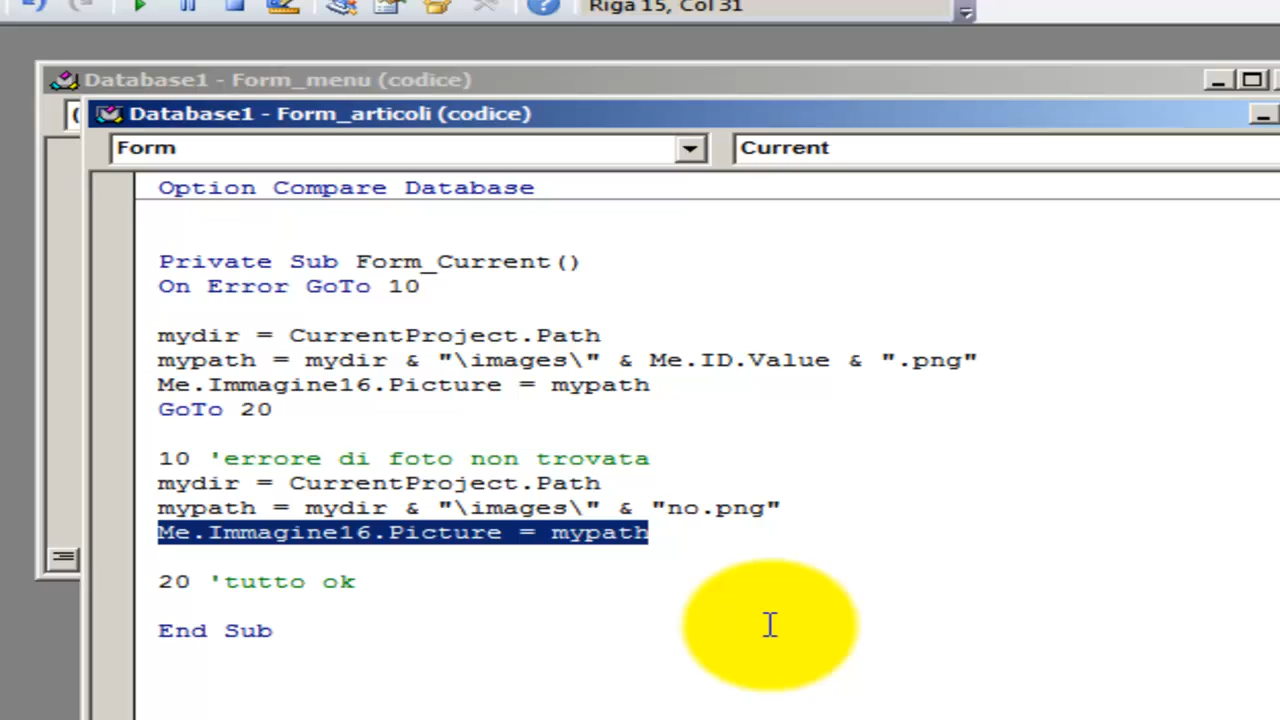 Riga 15, Col 31
Database1 - Form_menu (codice)
Database1 - Form_articoli (codice)
Form
Current
Option Compare Database
Private Sub Form_Current()
On Error GoTo 10
mydir = CurrentProject.Path
mypath = mydir & "\images\" & Me.ID.Value & ".png"
Me.Immagine16.Picture = mypath
GoTo 20
10 'errore di foto non trovata
mydir = CurrentProject.Path
mypath = mydir & "\images\" & "no.png"
Me.Immagine16.Picture = mypath
20 'tutto ok
End Sub